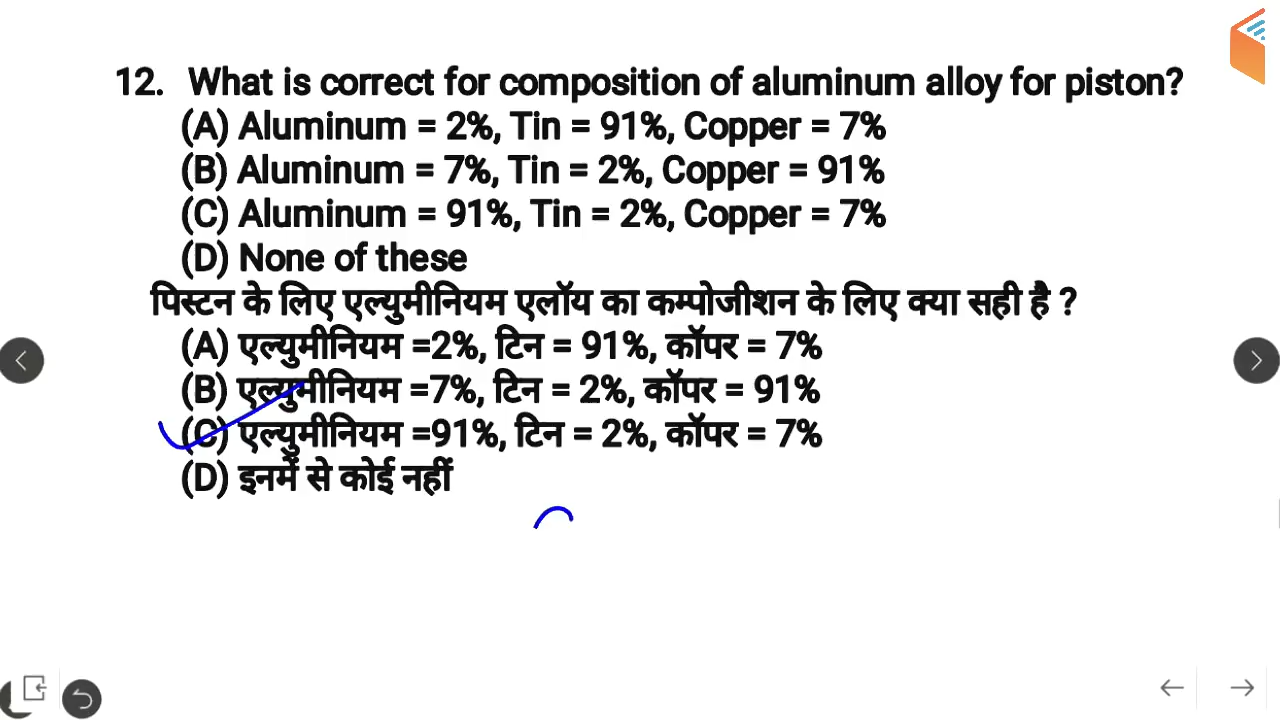 12. What is correct for composition of aluminum alloy for piston?
(A) Aluminum = 2%, Tin = 91%, Copper = 7%
(B) Aluminum = 7%, Tin = 2%, Copper = 91%
(C) Aluminum = 91%, Tin = 2%, Copper = 7%
(D) None of these
पिस्टन के लिए एल्युमीनियम एलॉय का कम्पोजीशन के लिए क्या सही है ?
(A) एल्युमीनियम =2%, टिन = 91%, कॉपर = 7%
(B) एल्युमीनियम =7%, टिन = 2%, कॉपर = 91%
(C) एल्युमीनियम =91%, टिन = 2%, कॉपर = 7%
(D) इनमें से कोई नहीं